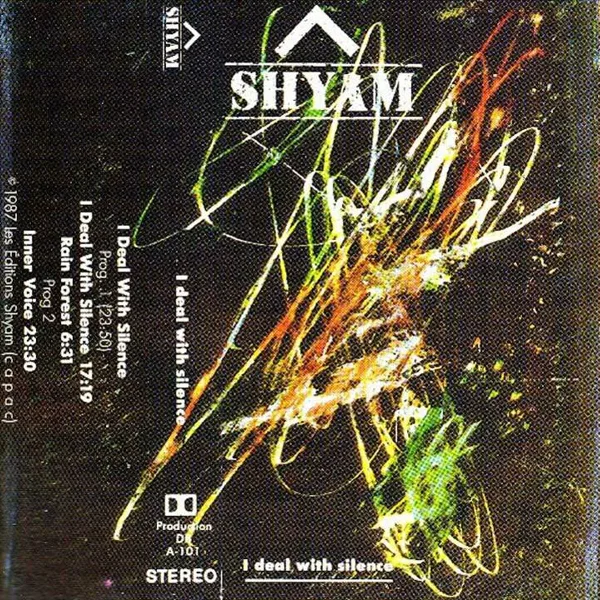 SHYAM
I deal with silence
SHYAM
I deal with silence
Production
DK
A-101
STEREO
I Deal With Silence
Prog. 1 (23:50)
I Deal With Silence 17:19
Rain Forest 6:31
Prog 2
Inner Voice 23:30
© 1987 Les Éditions Shyam (c a p a c)